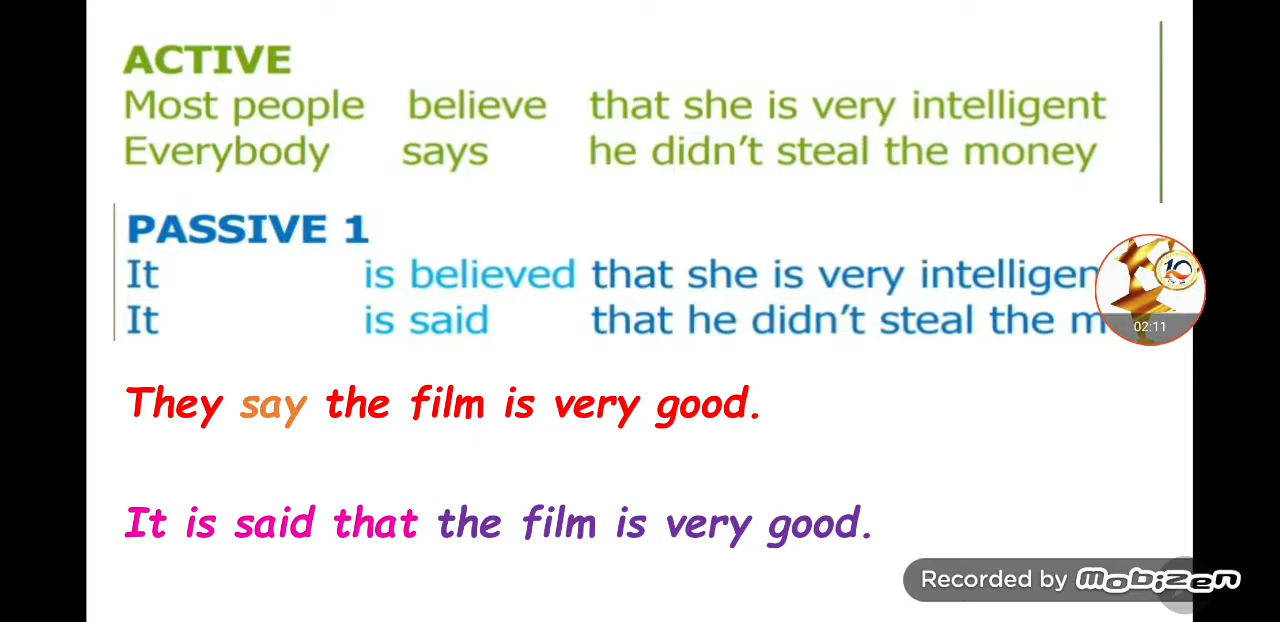 ACTIVE
Most people believe that she is very intelligent
Everybody says he didn't steal the money
PASSIVE 1
It is believed that she is very
It is said that he didn't steal the
10
02:11
They say the film is very good.
It is said that the film is very good.
Recorded by mobizen